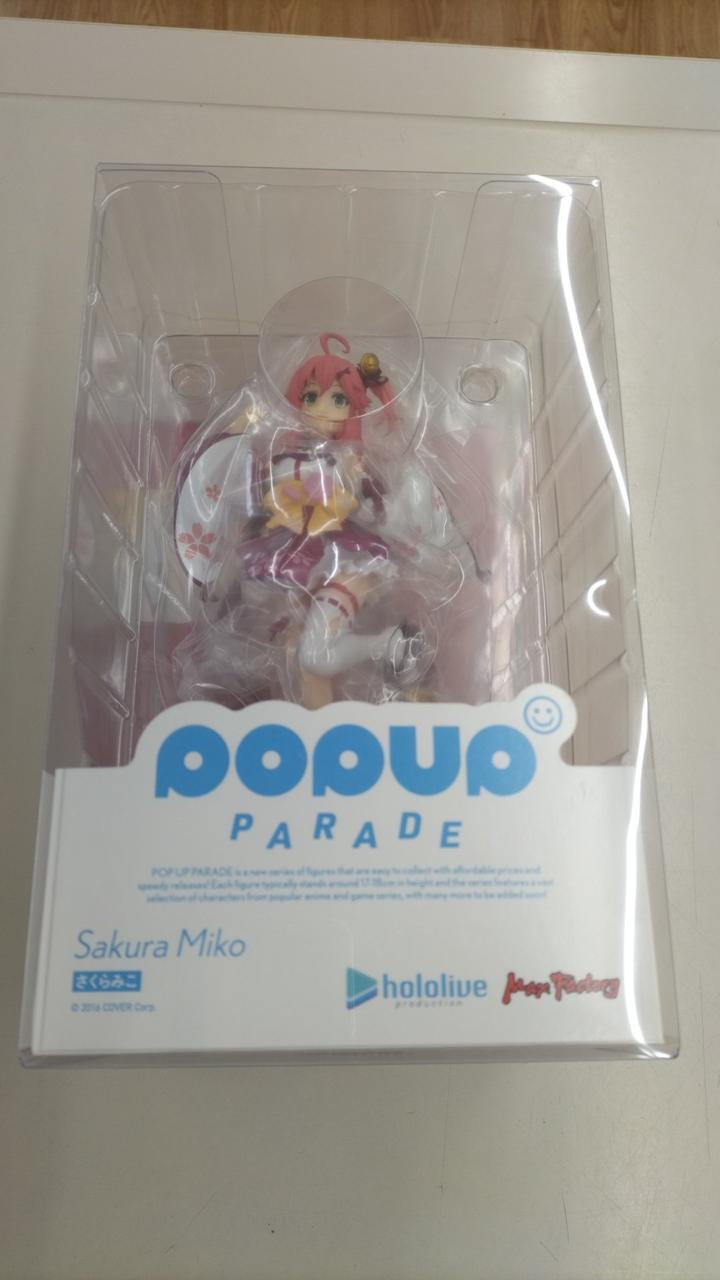 POPUP
PARADE
POP UP PARADE is a new series of figures that are easy to collect with affordable prices and
speedy releases! Each figure typically stands around 17-18cm in height and the series features a vast
selection of characters from popular anime and game series, with many more to be added soon!
Sakura Miko
さくらみこ
© 2016 COVER Corp.
hololive
production
Max Factory